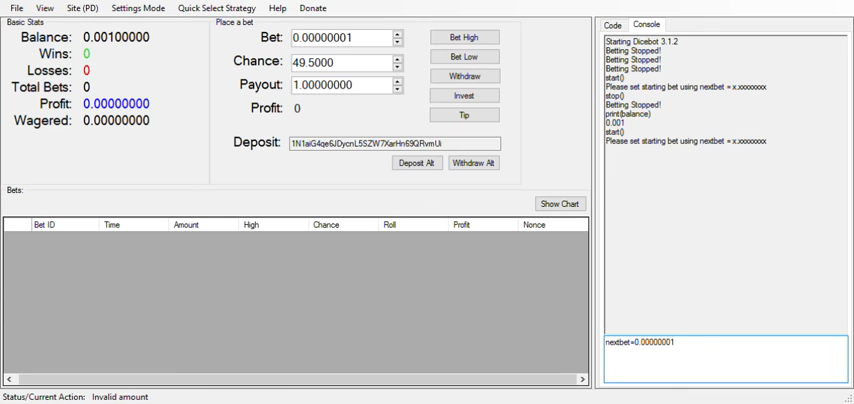 File View Site (PD) Settings Mode Quick Select Strategy Help Donate
Basic Stats
Balance: 0.00100000
Wins: 0
Losses: 0
Total Bets: 0
Profit: 0.00000000
Wagered: 0.00000000
Place a bet
Bet: 0.00000001
Chance: 49.5000
Payout: 1.00000000
Profit: 0
Bet High
Bet Low
Withdraw
Invest
Tip
Deposit: 1N1aiG4qe6JDycnL5SZW7XarHn69QRvmUi
Deposit Alt Withdraw Alt
Bets:
Show Chart
Bet ID Time Amount High Chance Roll Profit Nonce
Code Console
Starting Dicebot 3.1.2
Betting Stopped!
Betting Stopped!
Betting Stopped!
start()
Please set starting bet using nextbet = x.xxxxxxxx
stop()
Betting Stopped!
print(balance)
0.001
start()
Please set starting bet using nextbet = x.xxxxxxxx
nextbet=0.00000001
Status/Current Action: Invalid amount